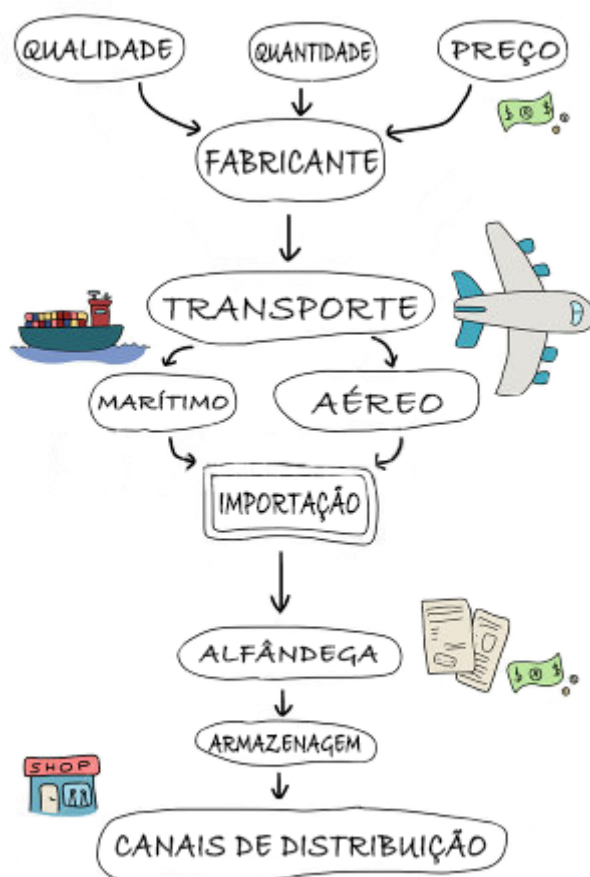 QUALIDADE
QUANTIDADE
PREÇO
FABRICANTE
TRANSPORTE
MARÍTIMO
AÉREO
IMPORTAÇÃO
ALFÂNDEGA
ARMAZENAGEM
SHOP
CANAIS DE DISTRIBUIÇÃO